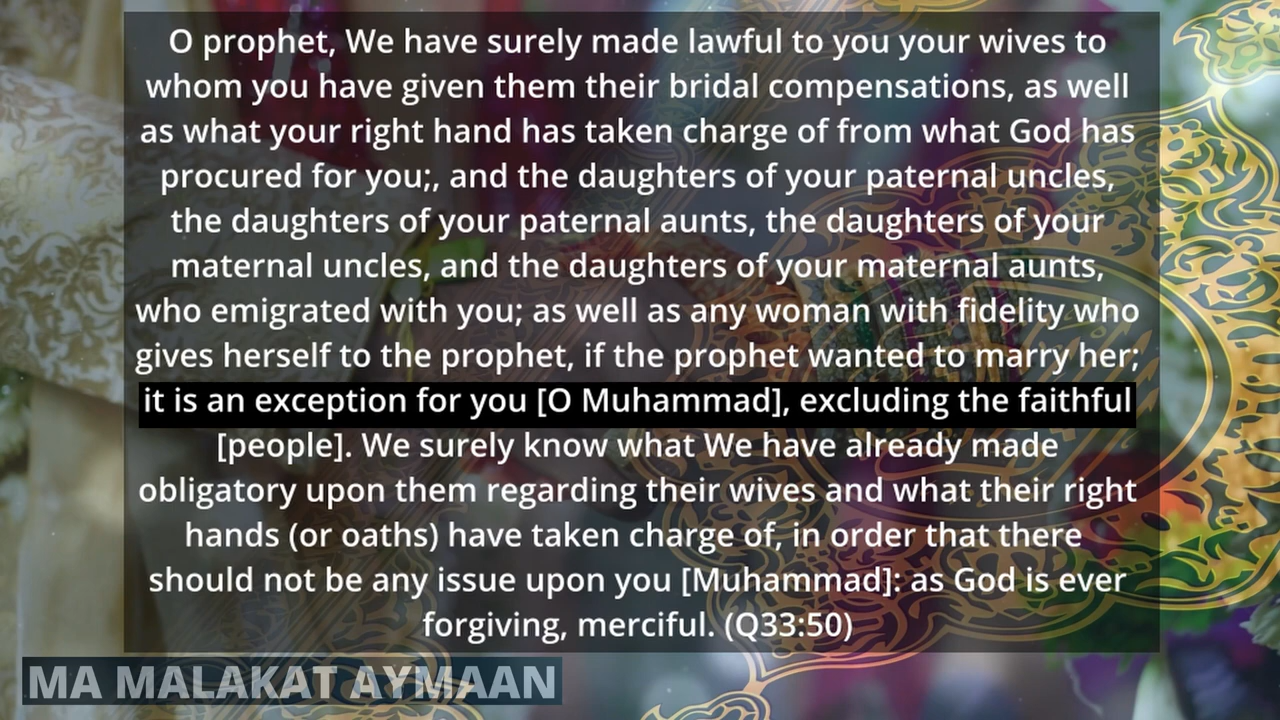 O prophet, We have surely made lawful to you your wives to
whom you have given them their bridal compensations, as well
as what your right hand has taken charge of from what God has
procured for you;, and the daughters of your paternal uncles,
the daughters of your paternal aunts, the daughters of your
maternal uncles, and the daughters of your maternal aunts,
who emigrated with you; as well as any woman with fidelity who
gives herself to the prophet, if the prophet wanted to marry her;
it is an exception for you [O Muhammad], excluding the faithful
[people]. We surely know what We have already made
obligatory upon them regarding their wives and what their right
hands (or oaths) have taken charge of, in order that there
should not be any issue upon you [Muhammad]: as God is ever
forgiving, merciful. (Q33:50)
MA MALAKAT AYMAAN